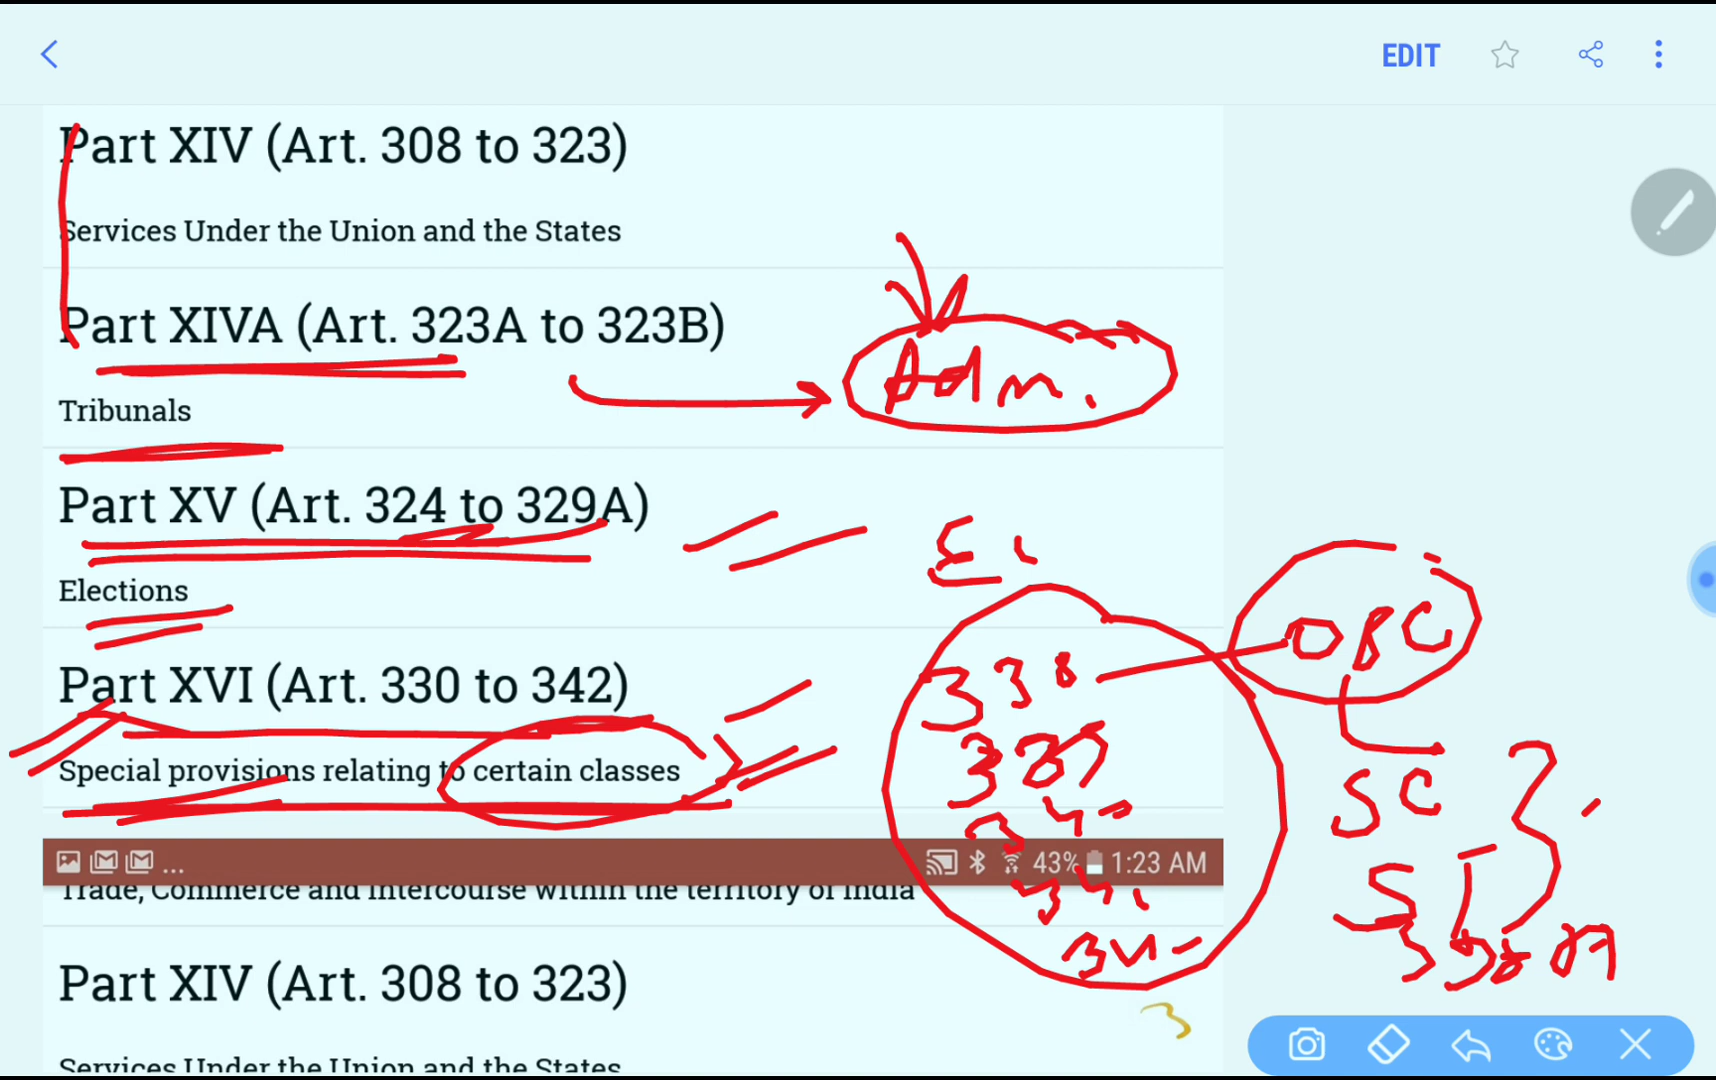 EDIT
Part XIV (Art. 308 to 323)
Services Under the Union and the States
Part XIVA (Art. 323A to 323B)
Adm.
Tribunals
Part XV (Art. 324 to 329A)
Elections
OBC
Part XVI (Art. 330 to 342)
338
Special provisions relating to certain classes
SC
... 43% 1:23 AM
Trade, Commerce and Intercourse within the territory of India
ST
Part XIV (Art. 308 to 323)
3
Services Under the Union and the States